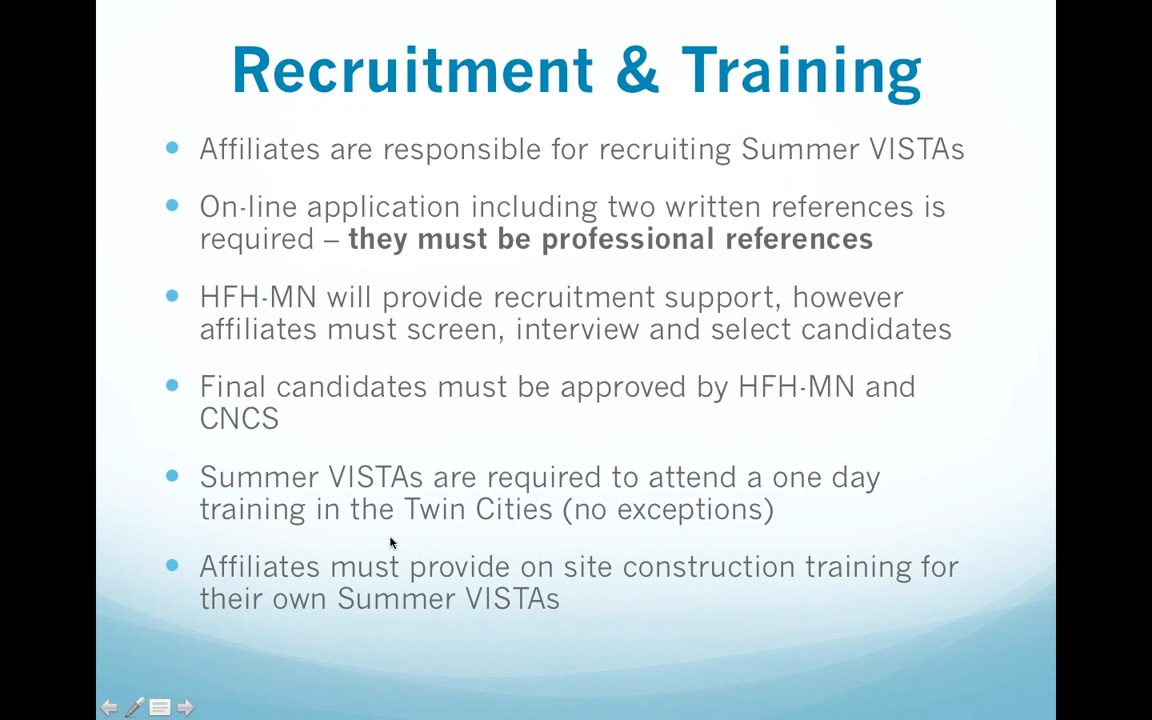 Recruitment & Training
Affiliates are responsible for recruiting Summer VISTAs
On-line application including two written references is
required – they must be professional references
HFH-MN will provide recruitment support, however
affiliates must screen, interview and select candidates
Final candidates must be approved by HFH-MN and
CNCS
Summer VISTAs are required to attend a one day
training in the Twin Cities (no exceptions)
Affiliates must provide on site construction training for
their own Summer VISTAs